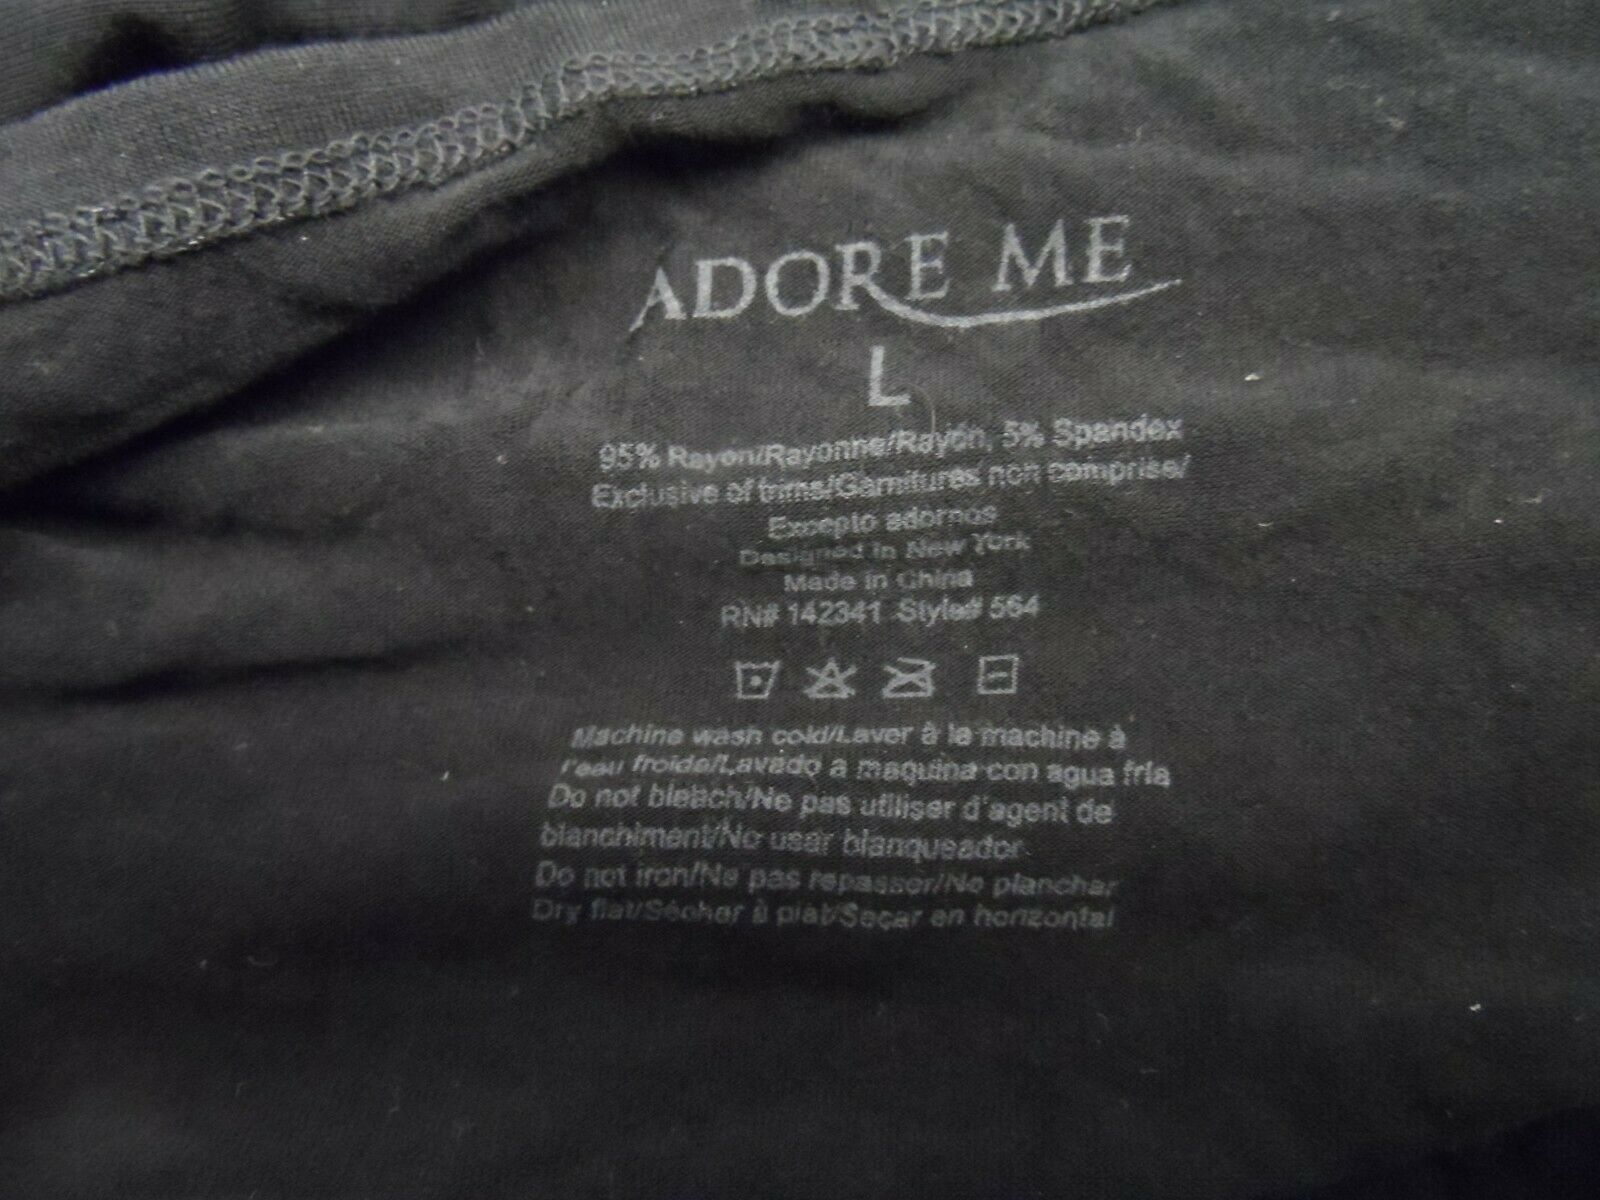 ADORE ME
L
95% Rayon/Rayonne/Rayón, 5% Spandex
Exclusive of trims/Garnitures non comprise/
Excepto adornos
Designed in New York
Made in China
RN# 142341 Style# 564
Machine wash cold/Laver à la machine à
l'eau froide/Lavado a maquina con agua fria
Do not bleach/Ne pas utiliser d'agent de
blanchiment/No usar blanqueador
Do not iron/Ne pas repasser/No planchar
Dry flat/Sécher à plat/Seçar en horizontal